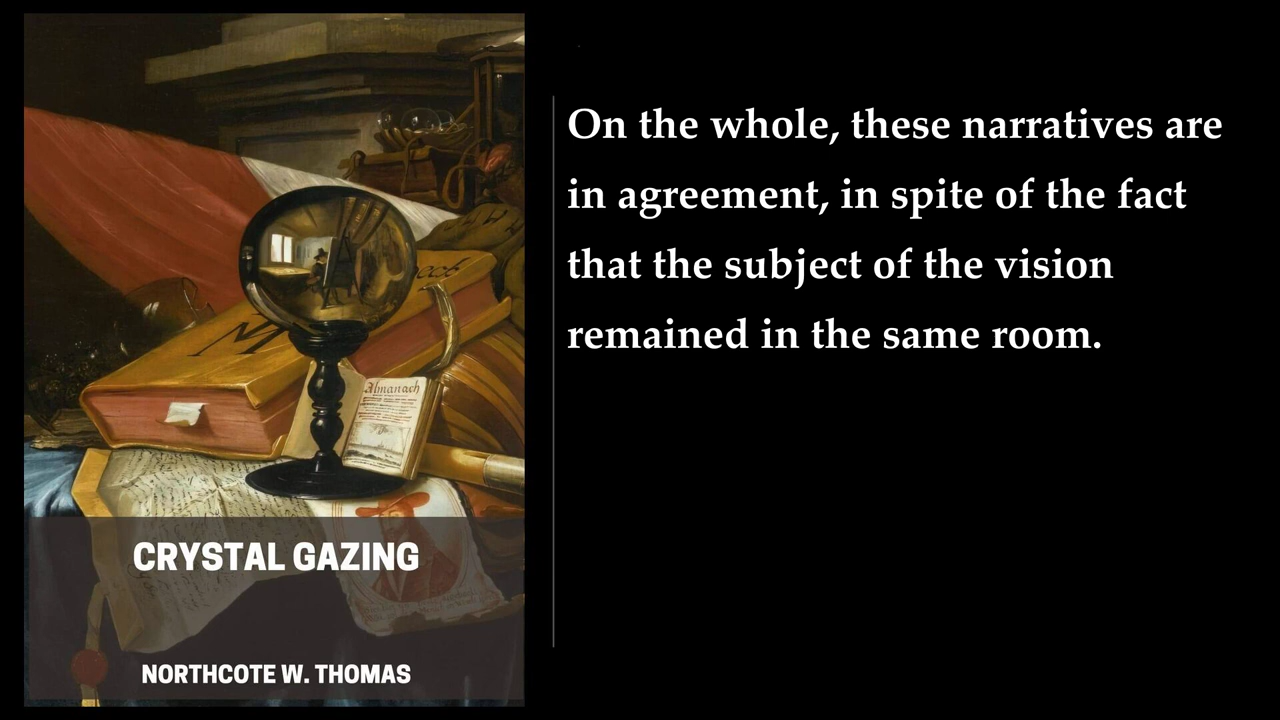 On the whole, these narratives are
in agreement, in spite of the fact
that the subject of the vision
remained in the same room.
M
Almanach
CRYSTAL GAZING
NORTHCOTE W. THOMAS